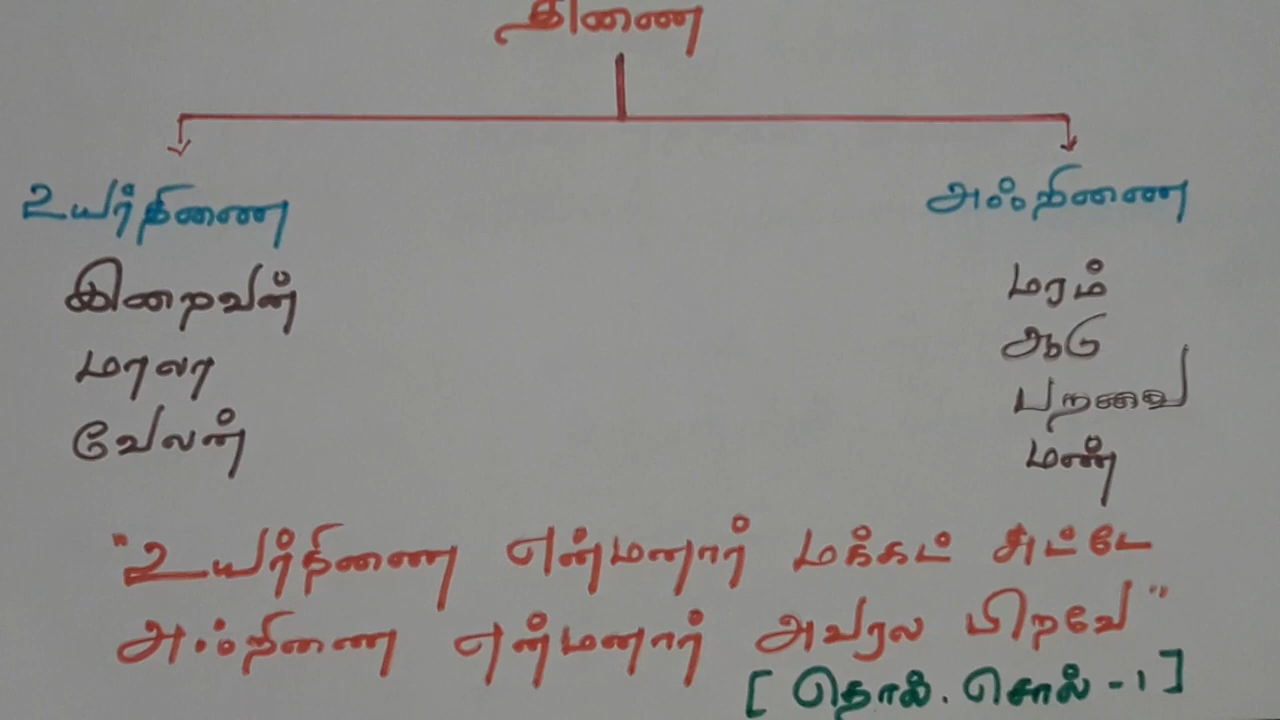 திணை
உயர்திணை அஃறிணை
இறைவன் மரம்
மாலா ஆடு
வேலன் பறவை
மண்
"உயர்திணை என்மனார் மக்கட் சுட்டே
அஃறிணை என்மனார் அவரல பிறவே"
[தொல். சொல் - 1]